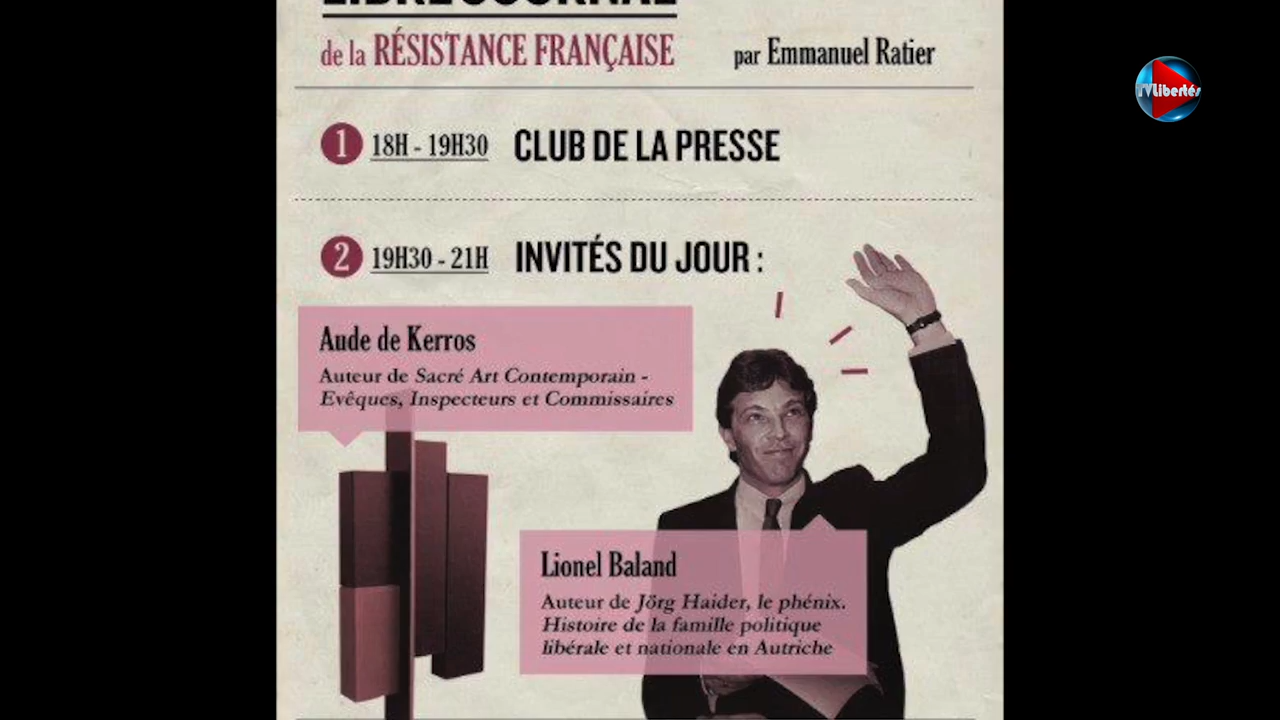 LIBRE JOURNAL
de la RÉSISTANCE FRANÇAISE
par Emmanuel Ratier
TVLibertés
1 18H - 19H30 CLUB DE LA PRESSE
2 19H30 - 21H INVITÉS DU JOUR :
Aude de Kerros
Auteur de Sacré Art Contemporain -
Evêques, Inspecteurs et Commissaires
Lionel Baland
Auteur de Jörg Haider, le phénix.
Histoire de la famille politique
libérale et nationale en Autriche